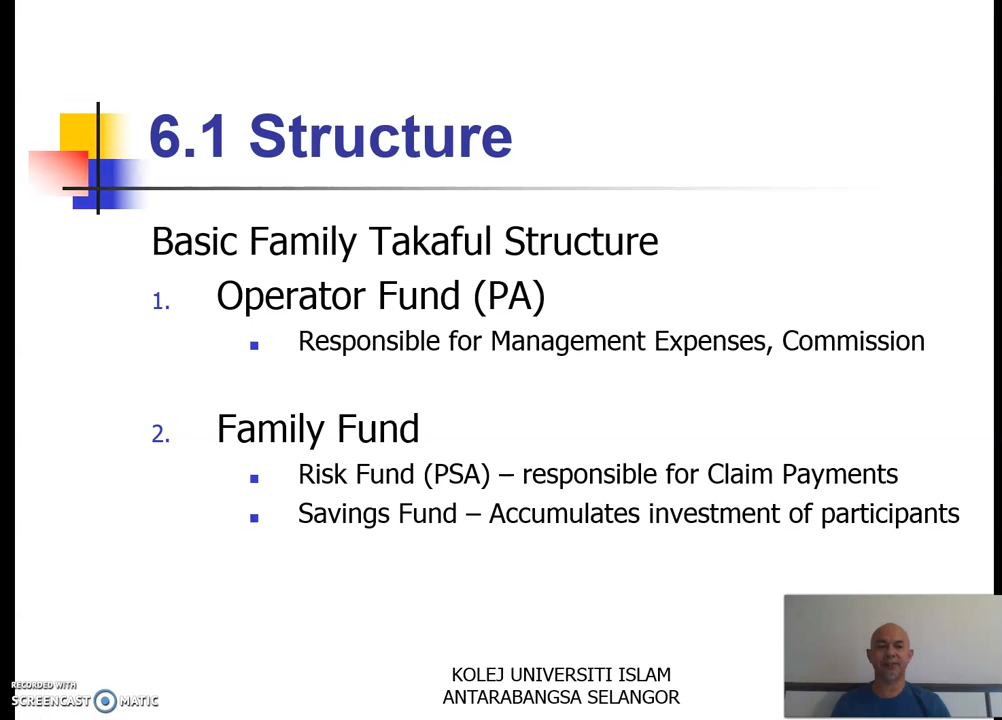 6.1 Structure
Basic Family Takaful Structure
1. Operator Fund (PA)
■ Responsible for Management Expenses, Commission
2. Family Fund
■ Risk Fund (PSA) – responsible for Claim Payments
■ Savings Fund – Accumulates investment of participants
KOLEJ UNIVERSITI ISLAM
ANTARABANGSA SELANGOR
RECORDED WITH
SCREENCAST MATIC